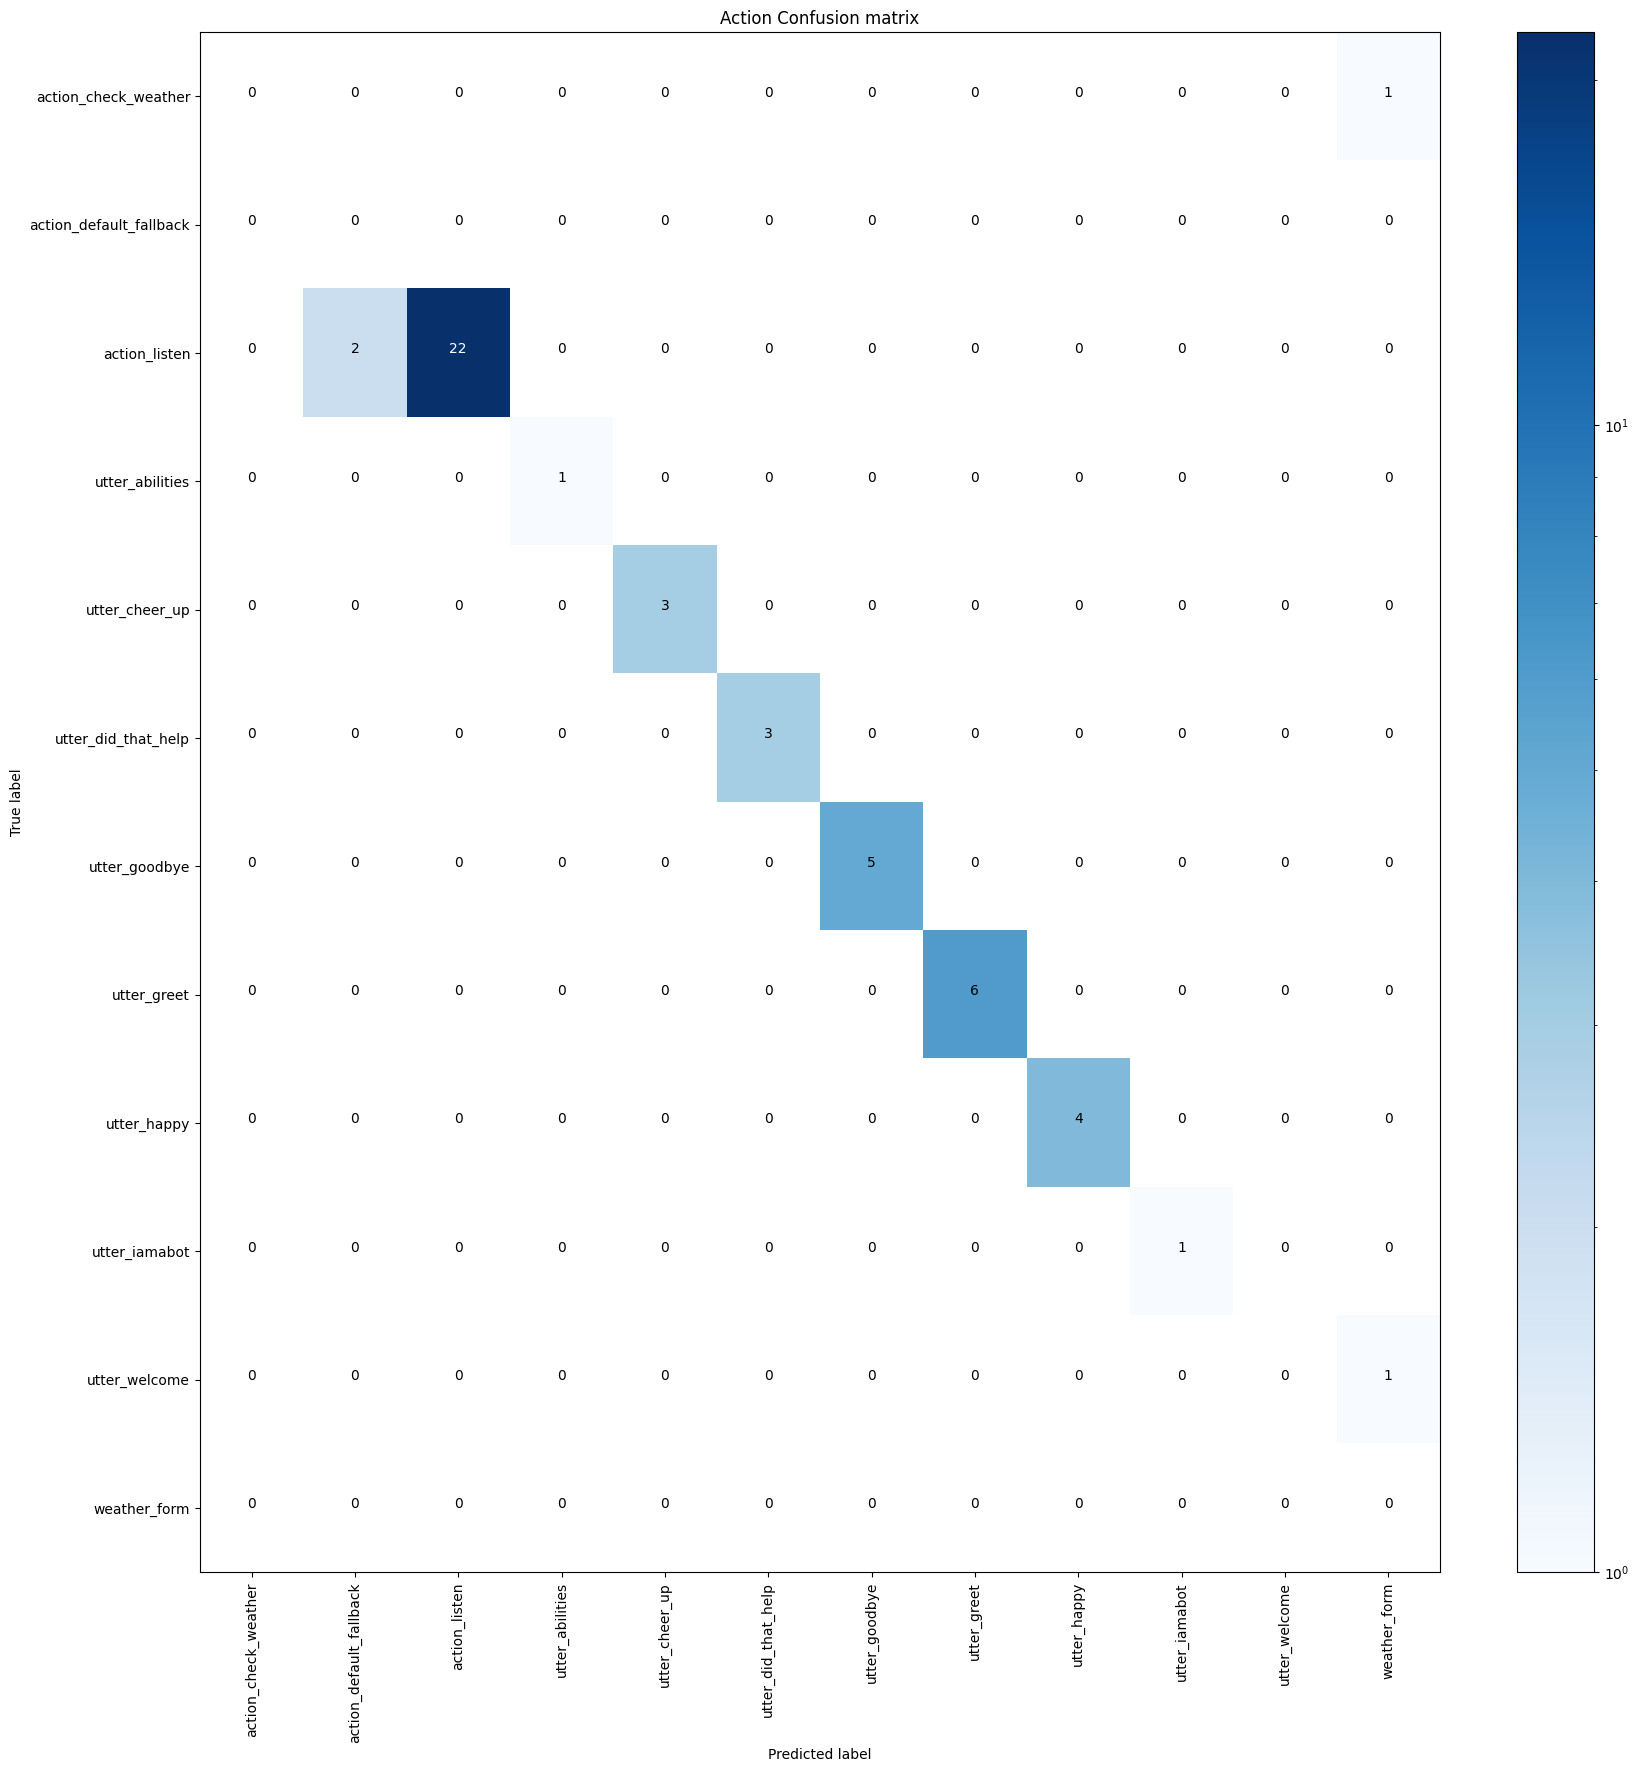 Action Confusion matrix
action_check_weather 0 0 0 0 0 0 0 0 0 0 0 1
action_default_fallback 0 0 0 0 0 0 0 0 0 0 0 0
action_listen 0 2 22 0 0 0 0 0 0 0 0 0
10¹
utter_abilities 0 0 0 1 0 0 0 0 0 0 0 0
utter_cheer_up 0 0 0 0 3 0 0 0 0 0 0 0
utter_did_that_help 0 0 0 0 0 3 0 0 0 0 0 0
True label
utter_goodbye 0 0 0 0 0 0 5 0 0 0 0 0
utter_greet 0 0 0 0 0 0 0 6 0 0 0 0
utter_happy 0 0 0 0 0 0 0 0 4 0 0 0
utter_iamabot 0 0 0 0 0 0 0 0 0 1 0 0
utter_welcome 0 0 0 0 0 0 0 0 0 0 0 1
weather_form 0 0 0 0 0 0 0 0 0 0 0 0
10⁰
action_check_weather
action_default_fallback
action_listen
utter_abilities
utter_cheer_up
utter_did_that_help
utter_goodbye
utter_greet
utter_happy
utter_iamabot
utter_welcome
weather_form
Predicted label